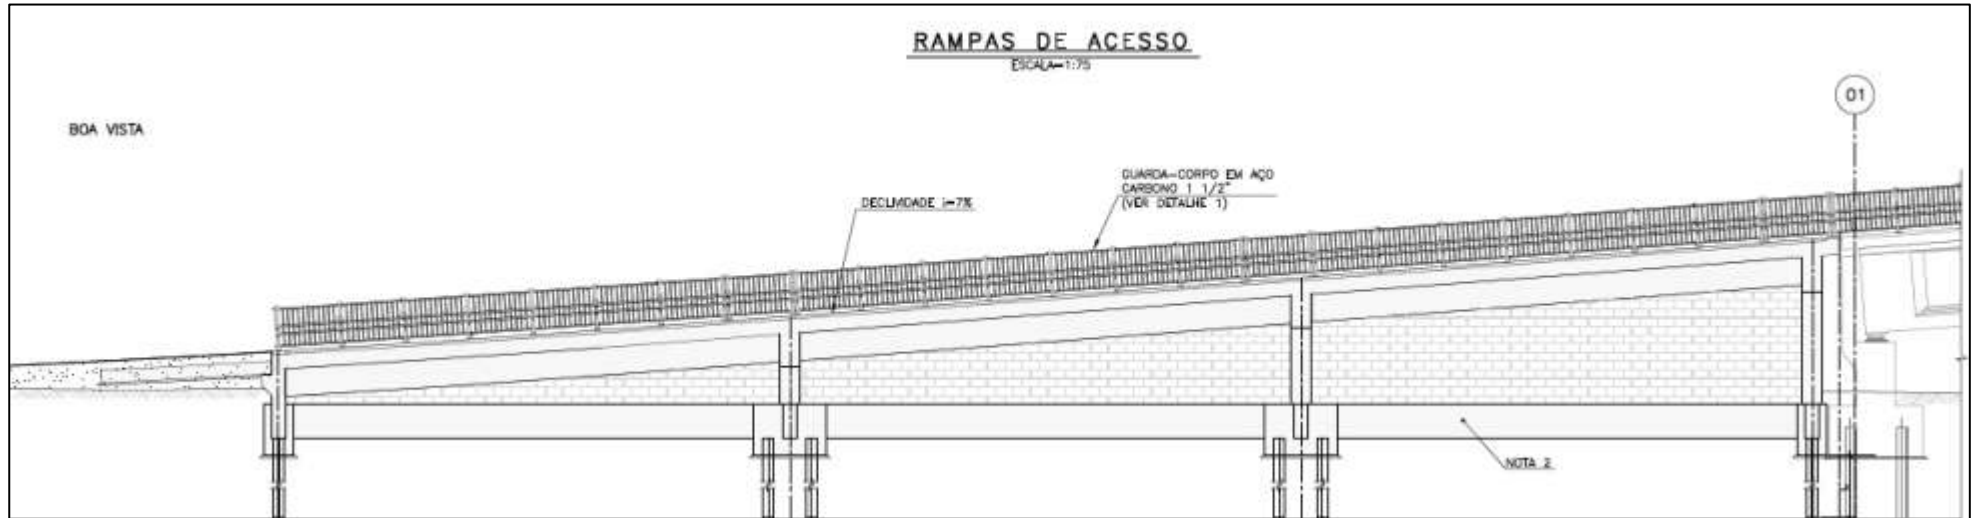 RAMPAS DE ACESSO
ESCALA=1:75
01
BOA VISTA
GUARDA-CORPO EM AÇO
CARBONO 1 1/2"
(VER DETALHE 1)
DECLIVIDADE i=7%
NOTA 2